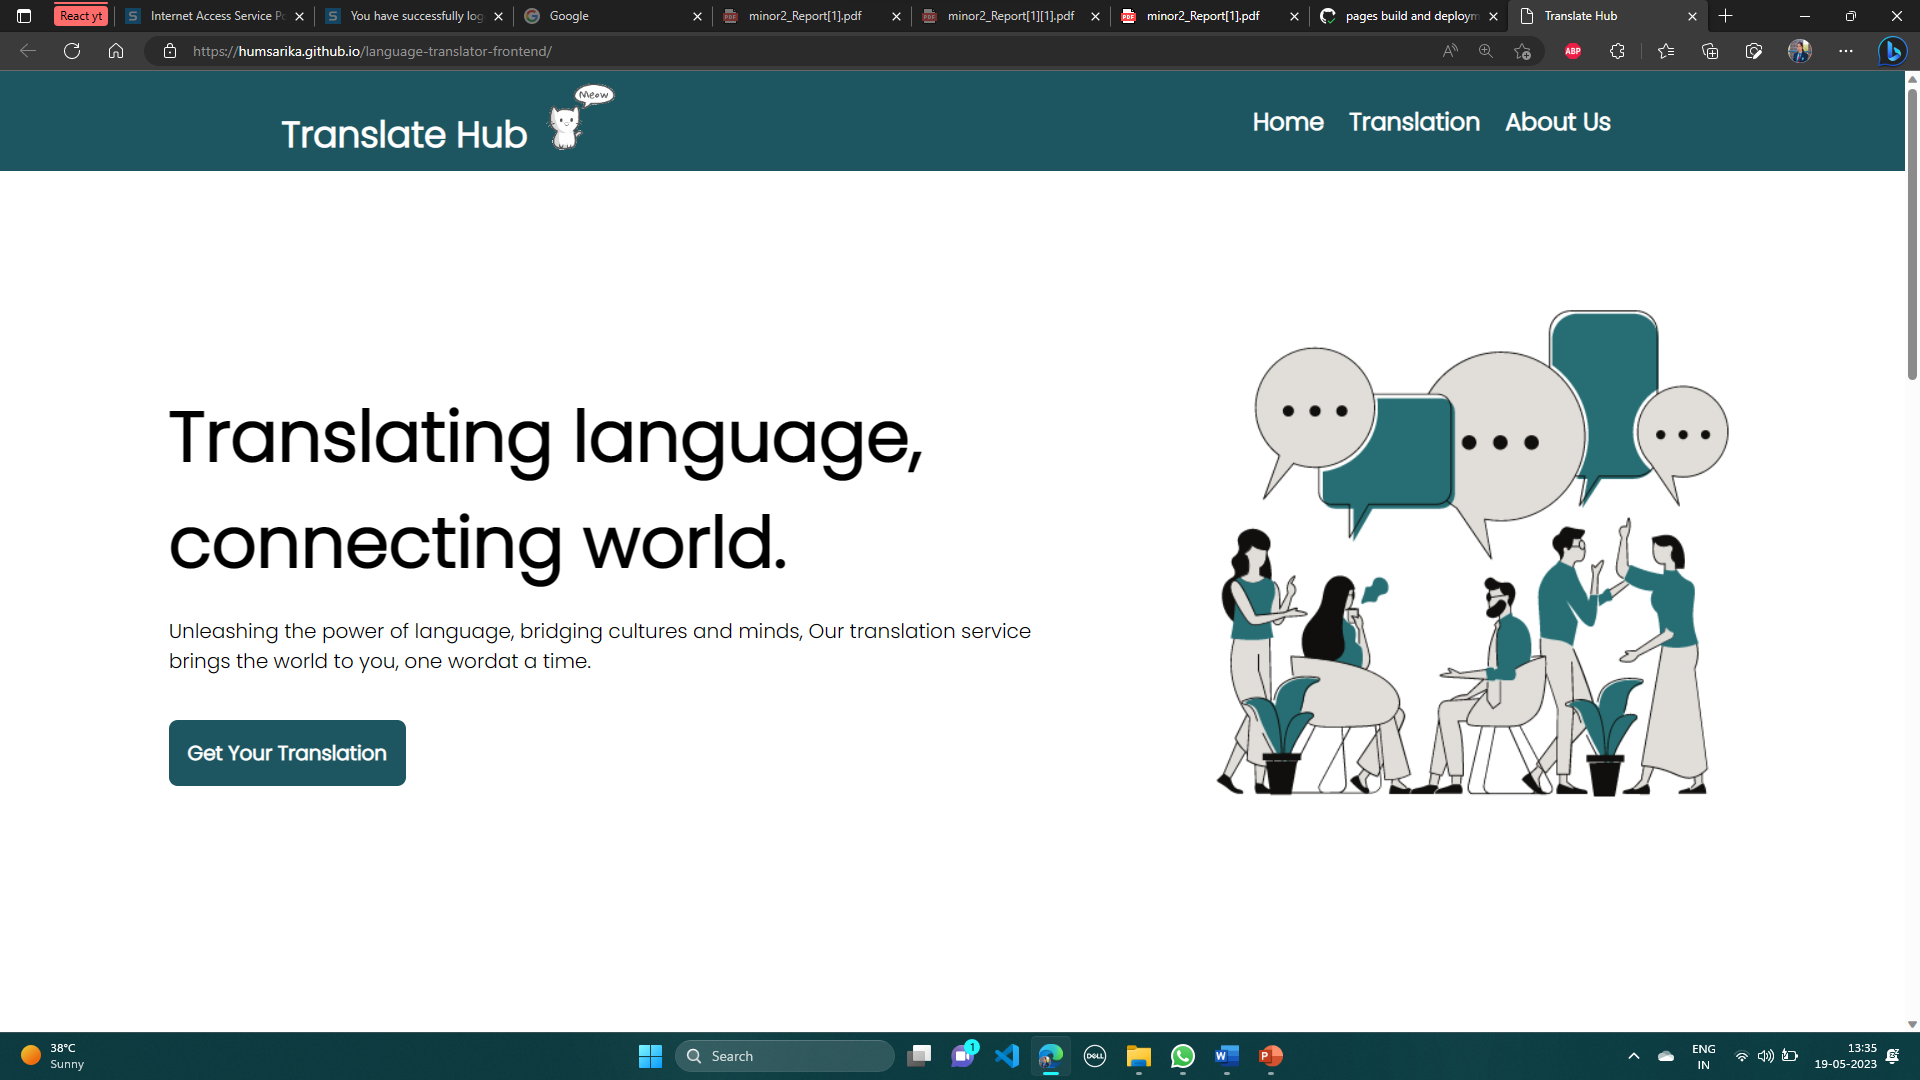 React yt
Internet Access Service Po
You have successfully log
Google
minor2_Report[1].pdf
minor2_Report[1][1].pdf
minor2_Report[1].pdf
pages build and deploym
Translate Hub
https://humsarika.github.io/language-translator-frontend/
ABP
Translate Hub
Meow
Home
Translation
About Us
Translating language,
connecting world.
Unleashing the power of language, bridging cultures and minds, Our translation service
brings the world to you, one wordat a time.
Get Your Translation
38°C
Sunny
Search
1
DELL
ENG
IN
13:35
19-05-2023